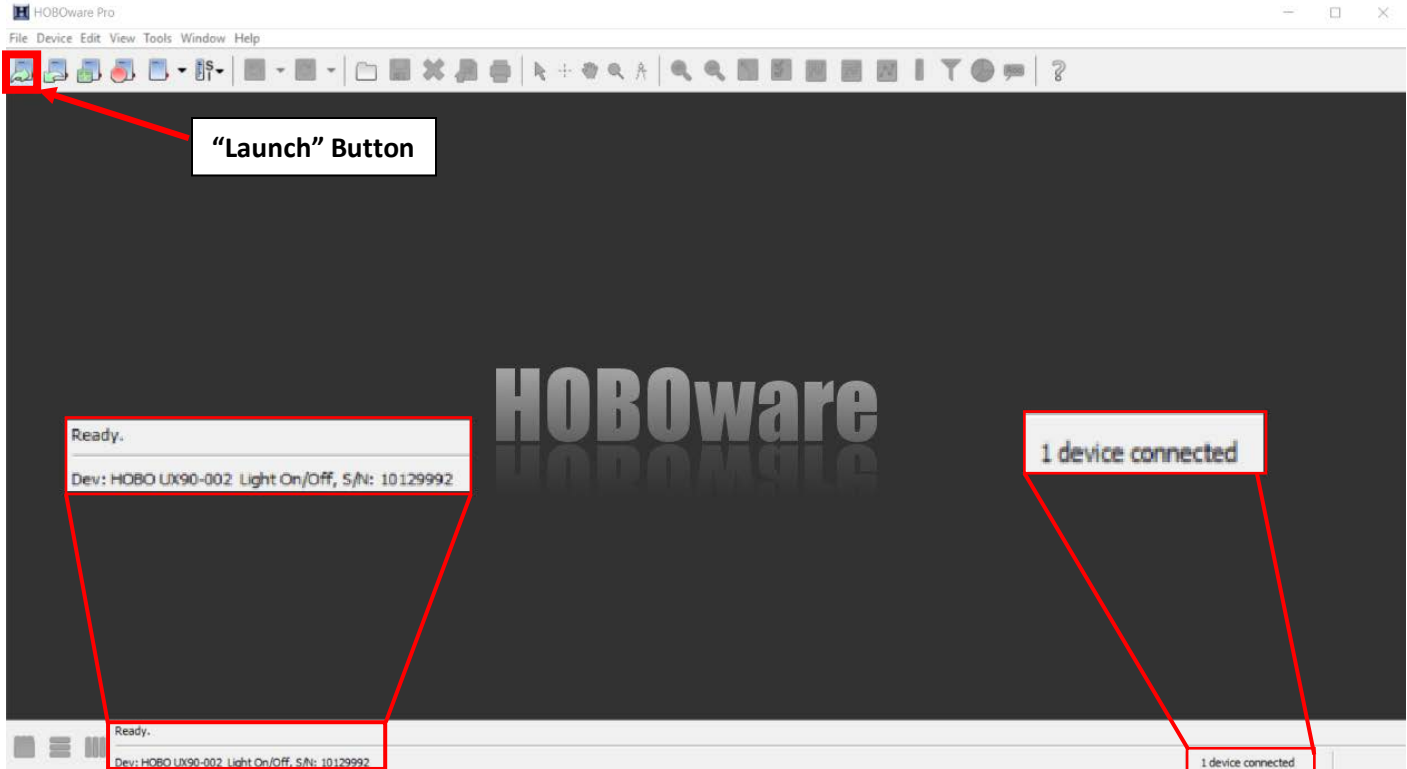 HOBOware Pro
File Device Edit View Tools Window Help
“Launch” Button
HOBOware
Ready.
Dev: HOBO UX90-002 Light On/Off, S/N: 10129992
1 device connected
Ready.
Dev: HOBO UX90-002 Light On/Off, S/N: 10129992
1 device connected